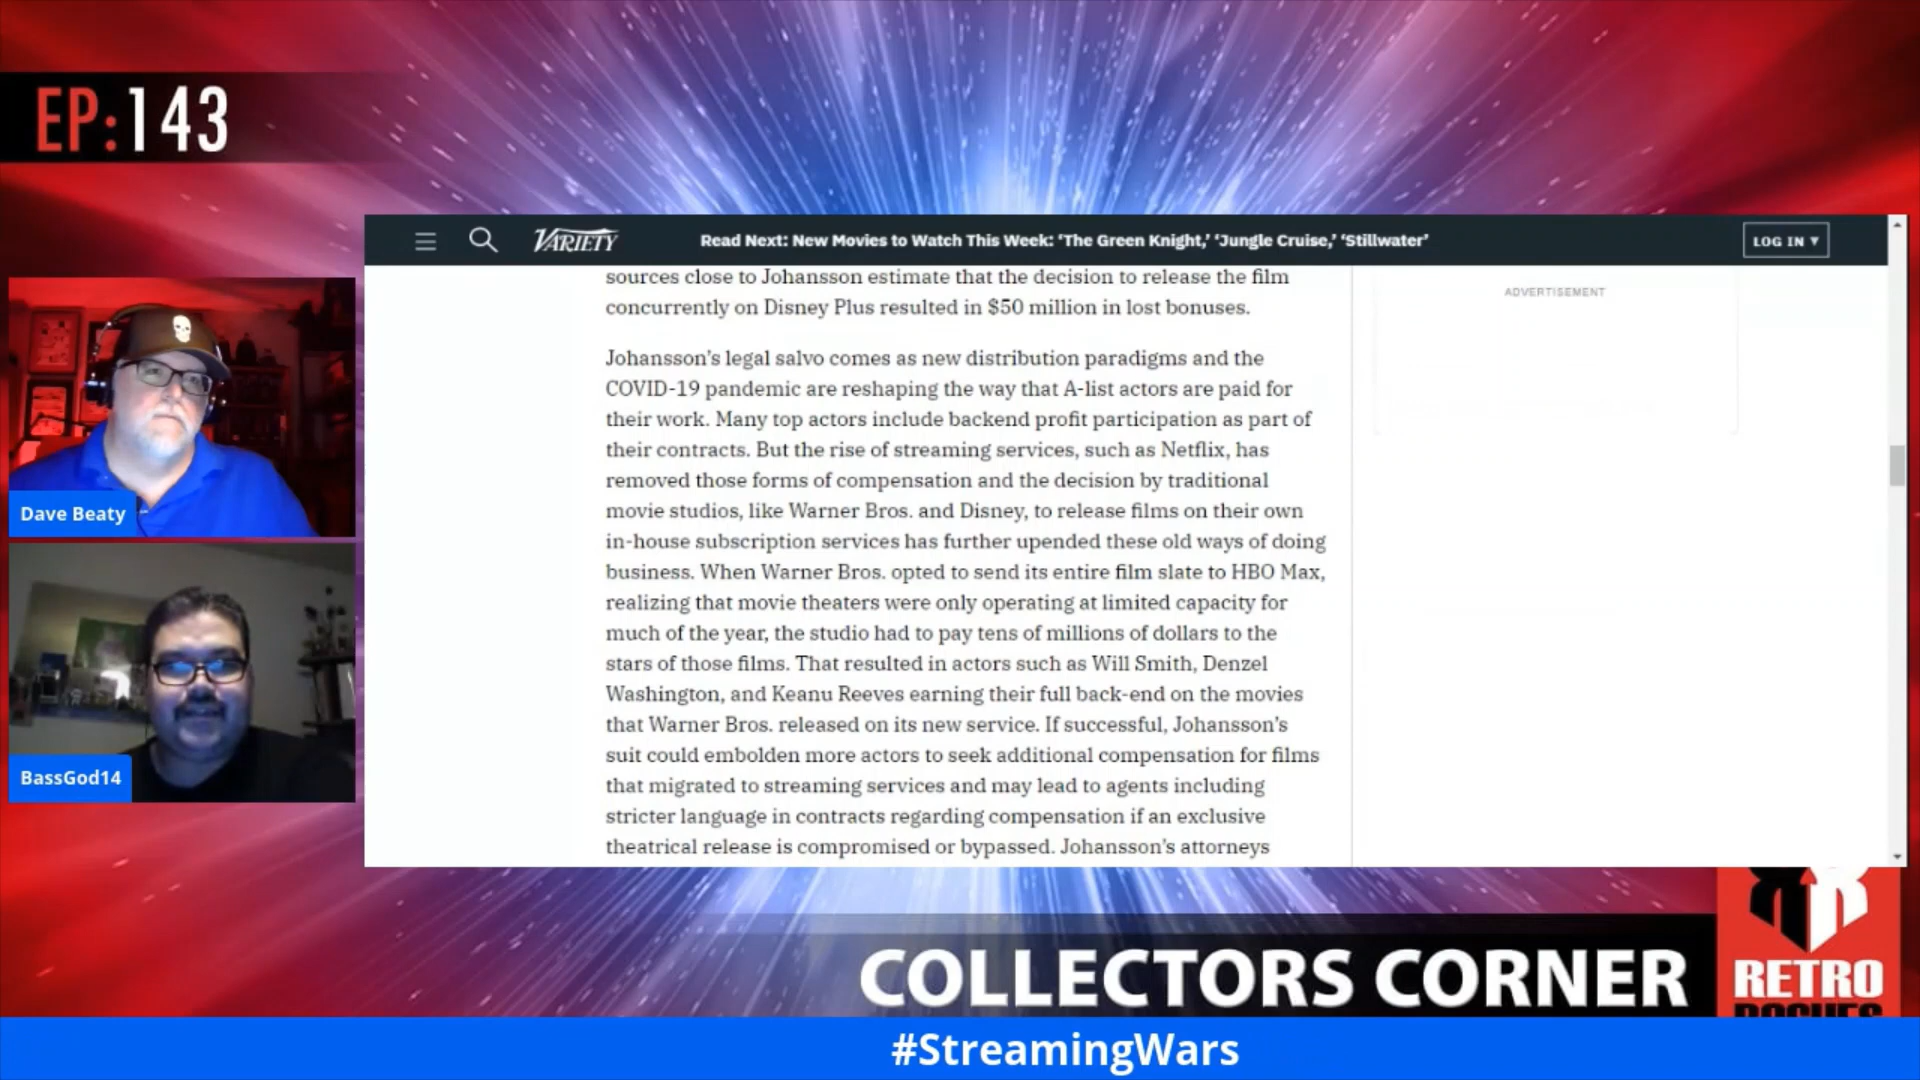 EP:143
VARIETY
Read Next: New Movies to Watch This Week: ‘The Green Knight,’ ‘Jungle Cruise,’ ‘Stillwater’
LOG IN ▾
sources close to Johansson estimate that the decision to release the film
concurrently on Disney Plus resulted in $50 million in lost bonuses.
ADVERTISEMENT
Johansson’s legal salvo comes as new distribution paradigms and the
COVID-19 pandemic are reshaping the way that A-list actors are paid for
their work. Many top actors include backend profit participation as part of
their contracts. But the rise of streaming services, such as Netflix, has
removed those forms of compensation and the decision by traditional
movie studios, like Warner Bros. and Disney, to release films on their own
in-house subscription services has further upended these old ways of doing
business. When Warner Bros. opted to send its entire film slate to HBO Max,
realizing that movie theaters were only operating at limited capacity for
much of the year, the studio had to pay tens of millions of dollars to the
stars of those films. That resulted in actors such as Will Smith, Denzel
Washington, and Keanu Reeves earning their full back-end on the movies
that Warner Bros. released on its new service. If successful, Johansson’s
suit could embolden more actors to seek additional compensation for films
that migrated to streaming services and may lead to agents including
stricter language in contracts regarding compensation if an exclusive
theatrical release is compromised or bypassed. Johansson’s attorneys
Dave Beaty
BassGod14
COLLECTORS CORNER
RETRO
ROGUES
#StreamingWars